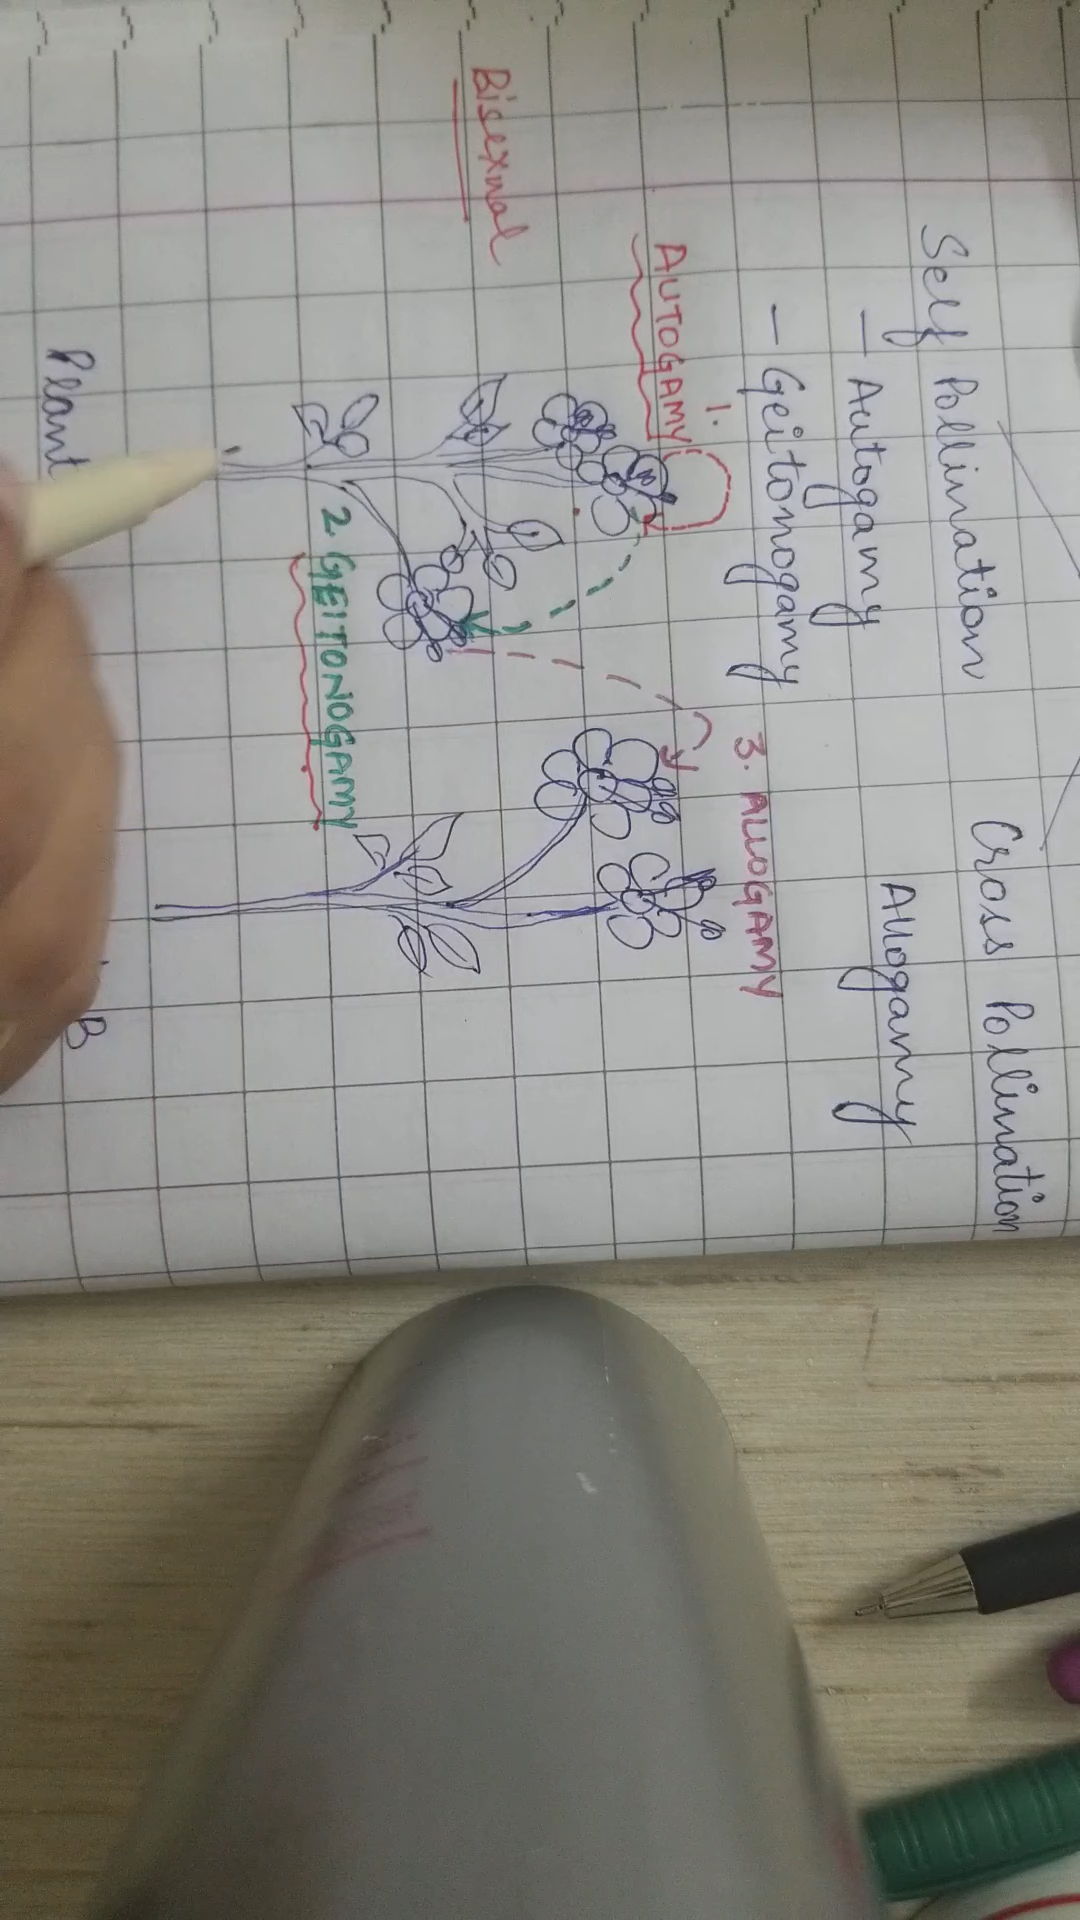 Self Pollination
Cross Pollination
– Autogamy
Allogamy
– Geitonogamy
1.
AUTOGAMY
3. ALLOGAMY
Bisexual
2. GEITONOGAMY
Plant
B